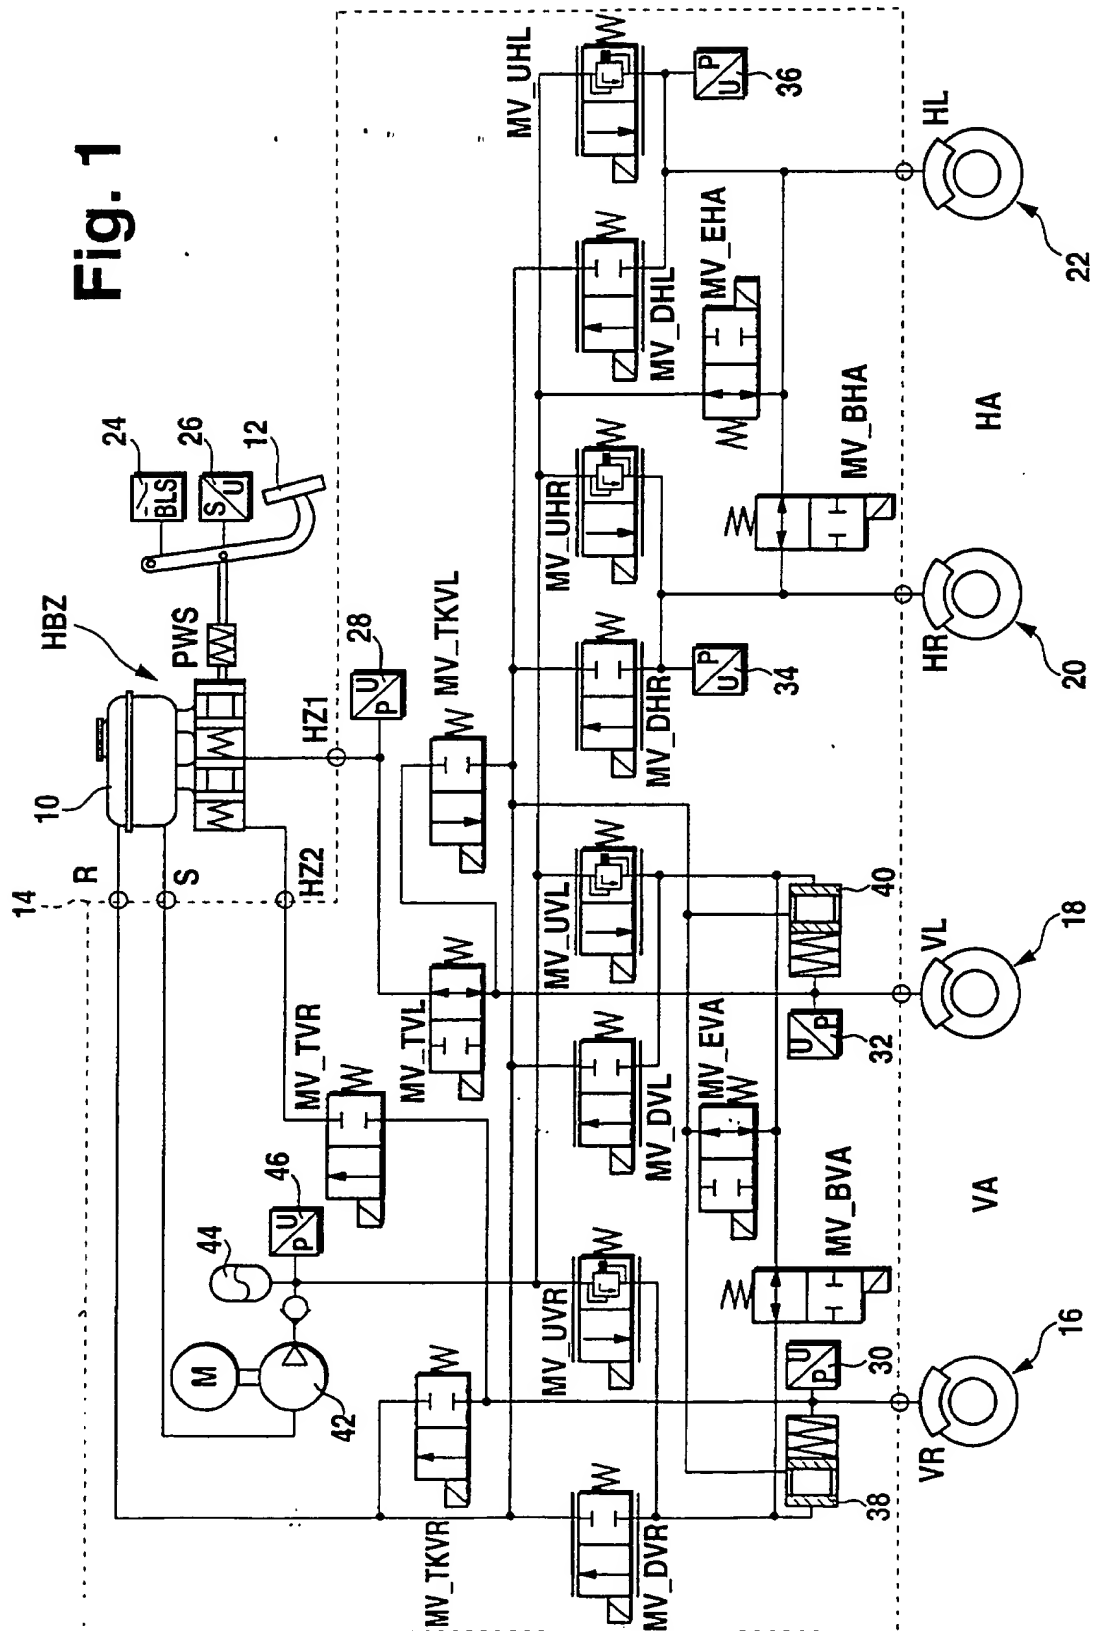 Fig. 1
14
R
S
10
HBZ
PWS
24
BLS
26
S
U
12
HZ2
HZ1
28
U
P
M
42
44
46
U
P
MV_TVR
MV_TVL
MV_TKVL
MV_TKVR
MV_UVR
MV_UVL
MV_UHR
MV_UHL
MV_DVR
MV_DVL
MV_DHR
MV_DHL
U
P
34
U
P
36
MV_EVA
MV_EHA
MV_BVA
MV_BHA
38
U
P
30
U
P
32
40
VR
VL
HR
HL
16
VA
18
20
HA
22